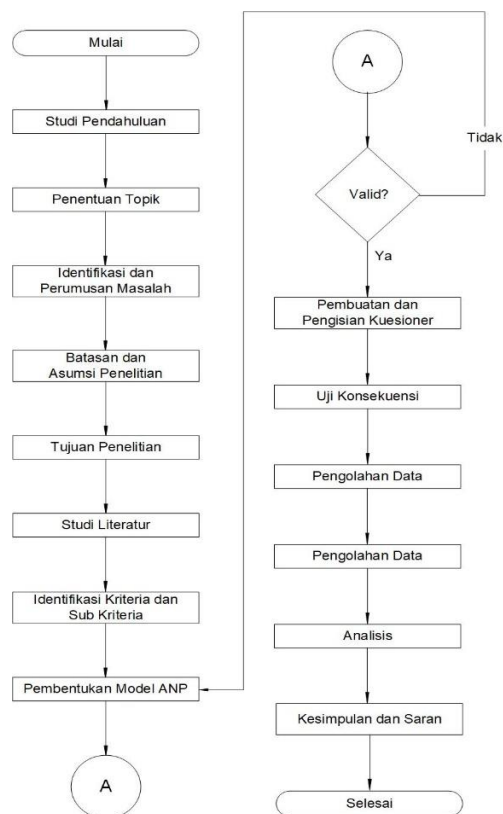 Mulai
Studi Pendahuluan
Penentuan Topik
Identifikasi dan
Perumusan Masalah
Batasan dan
Asumsi Penelitian
Tujuan Penelitian
Studi Literatur
Identifikasi Kriteria dan
Sub Kriteria
Pembentukan Model ANP
A
A
Valid?
Tidak
Ya
Pembuatan dan
Pengisian Kuesioner
Uji Konsekuensi
Pengolahan Data
Pengolahan Data
Analisis
Kesimpulan dan Saran
Selesai